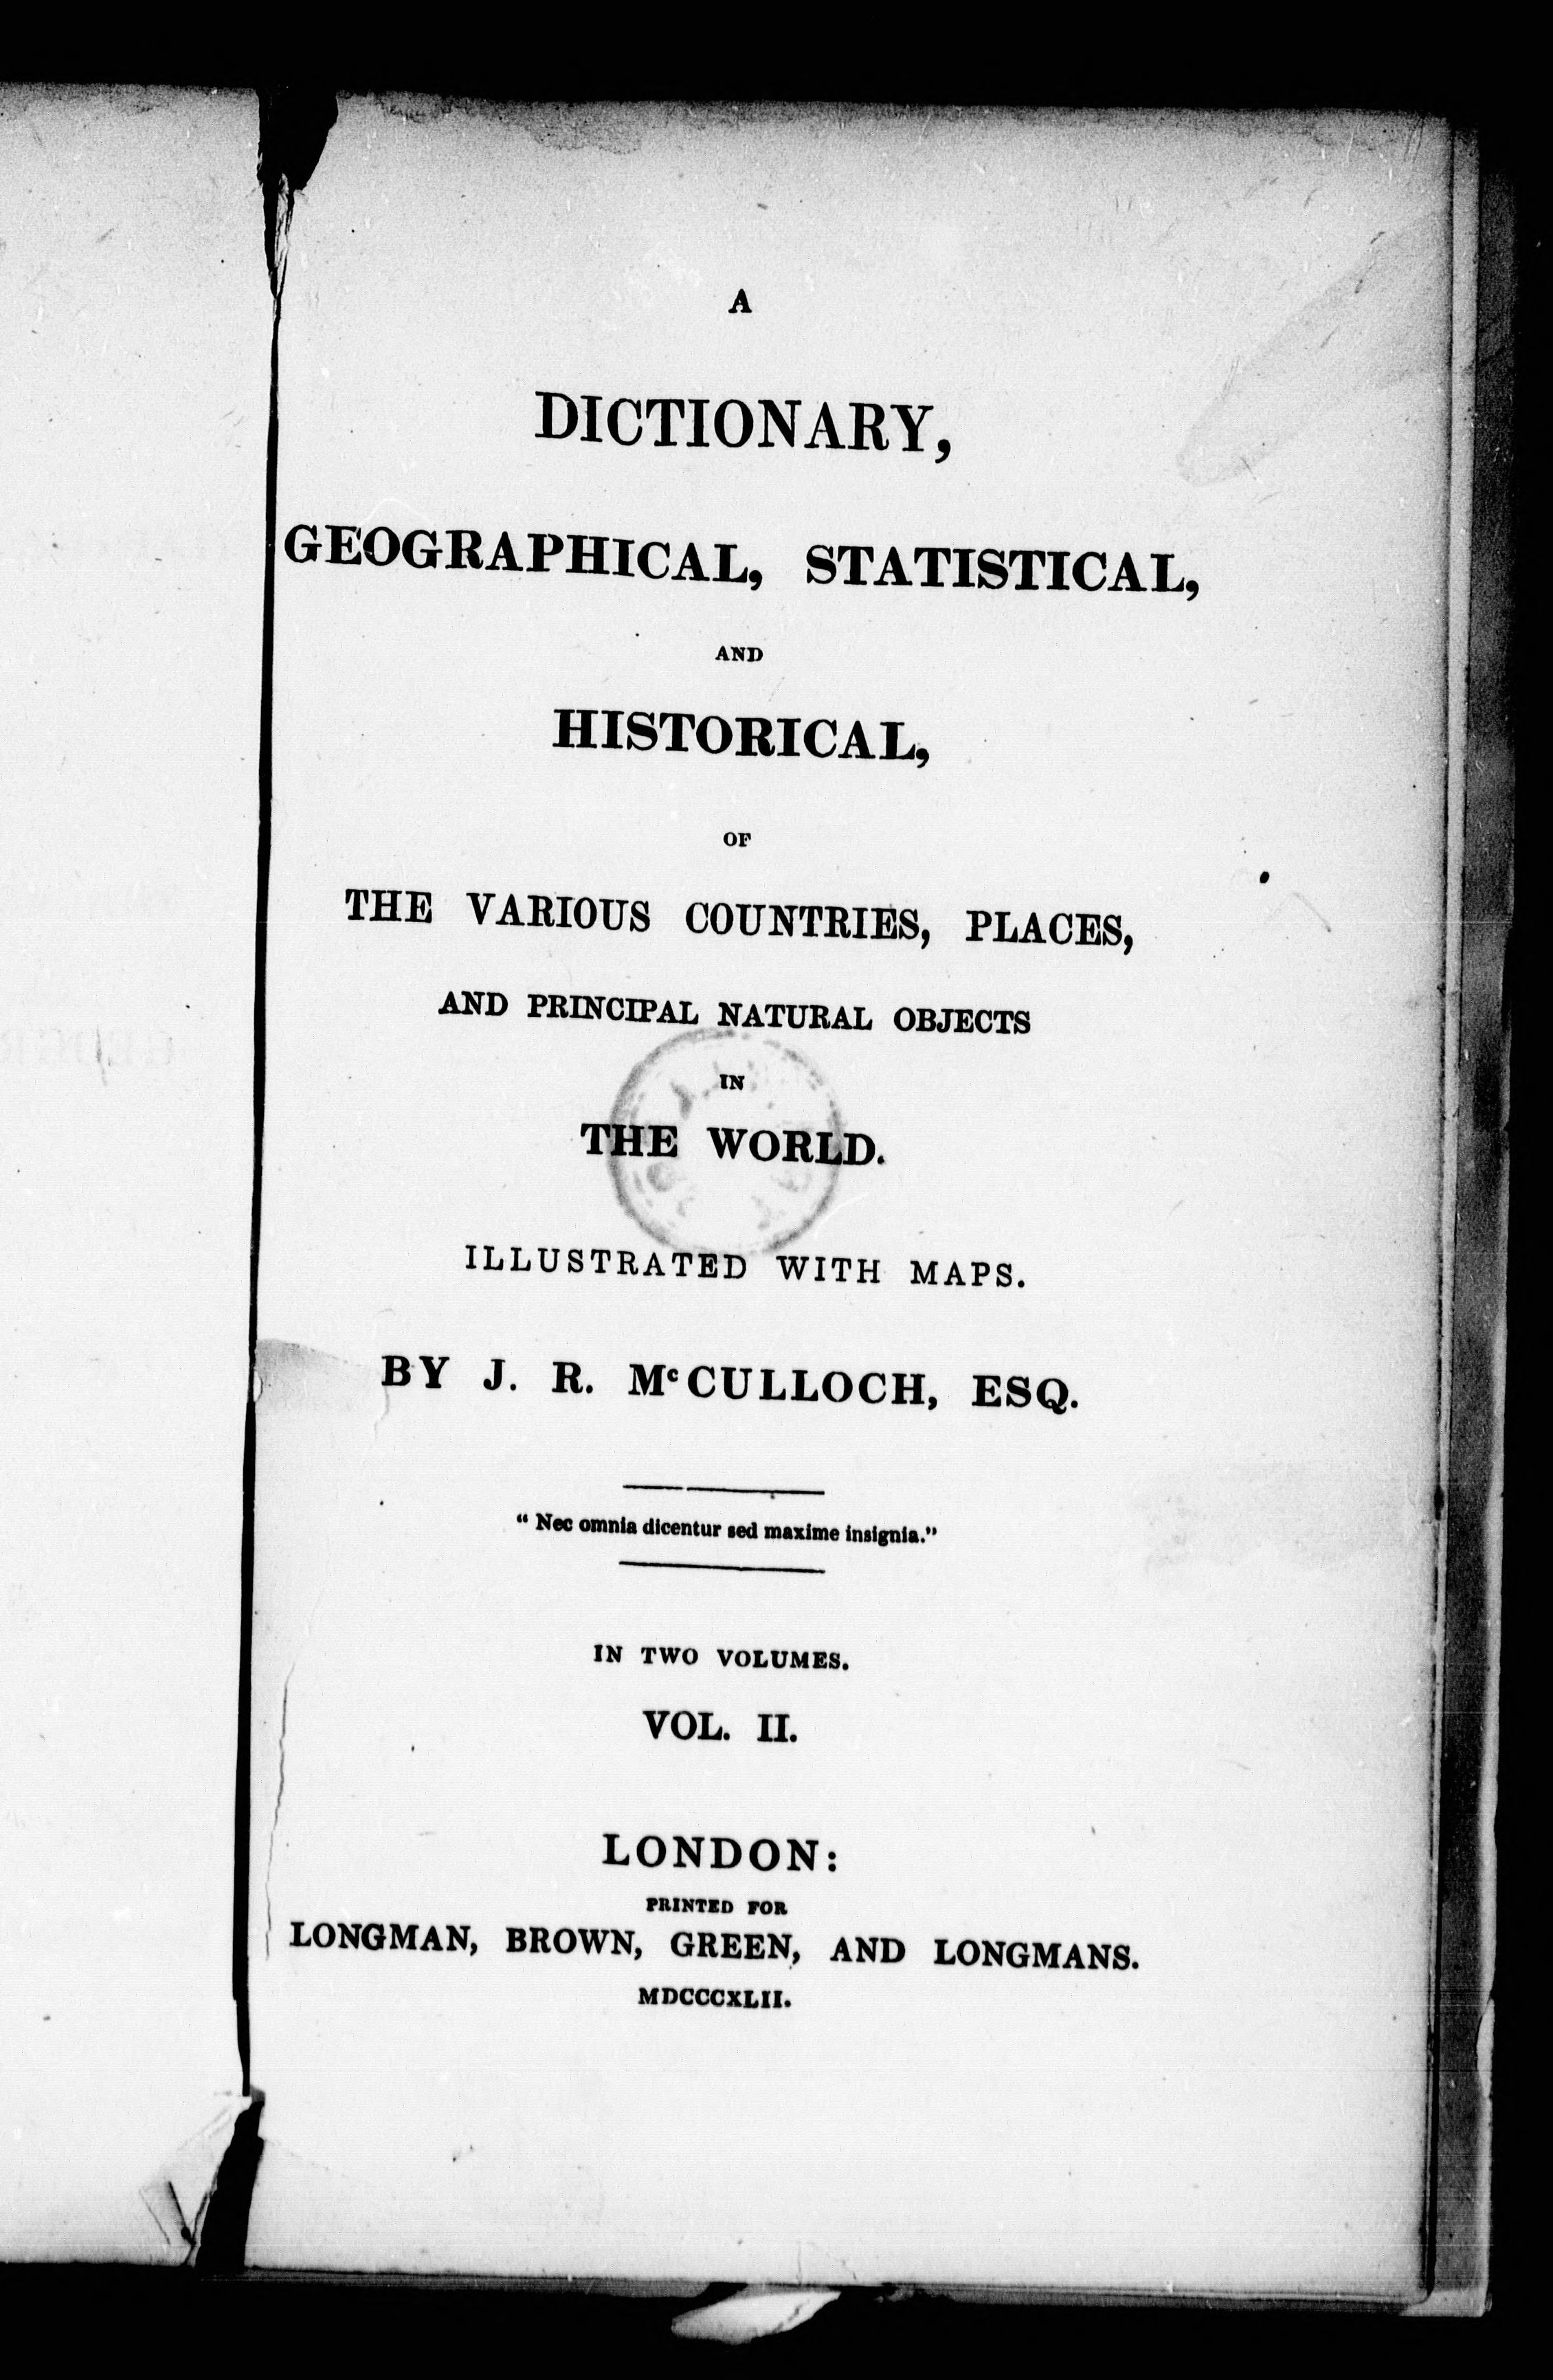 A
DICTIONARY,
GEOGRAPHICAL, STATISTICAL,
AND
HISTORICAL,
OF
THE VARIOUS COUNTRIES, PLACES,
AND PRINCIPAL NATURAL OBJECTS
IN
THE WORLD.
ILLUSTRATED WITH MAPS.
BY J. R. McCULLOCH, ESQ.
“ Nec omnia dicentur sed maxime insignia.”
IN TWO VOLUMES.
VOL. II.
LONDON:
PRINTED FOR
LONGMAN, BROWN, GREEN, AND LONGMANS.
MDCCCXLII.